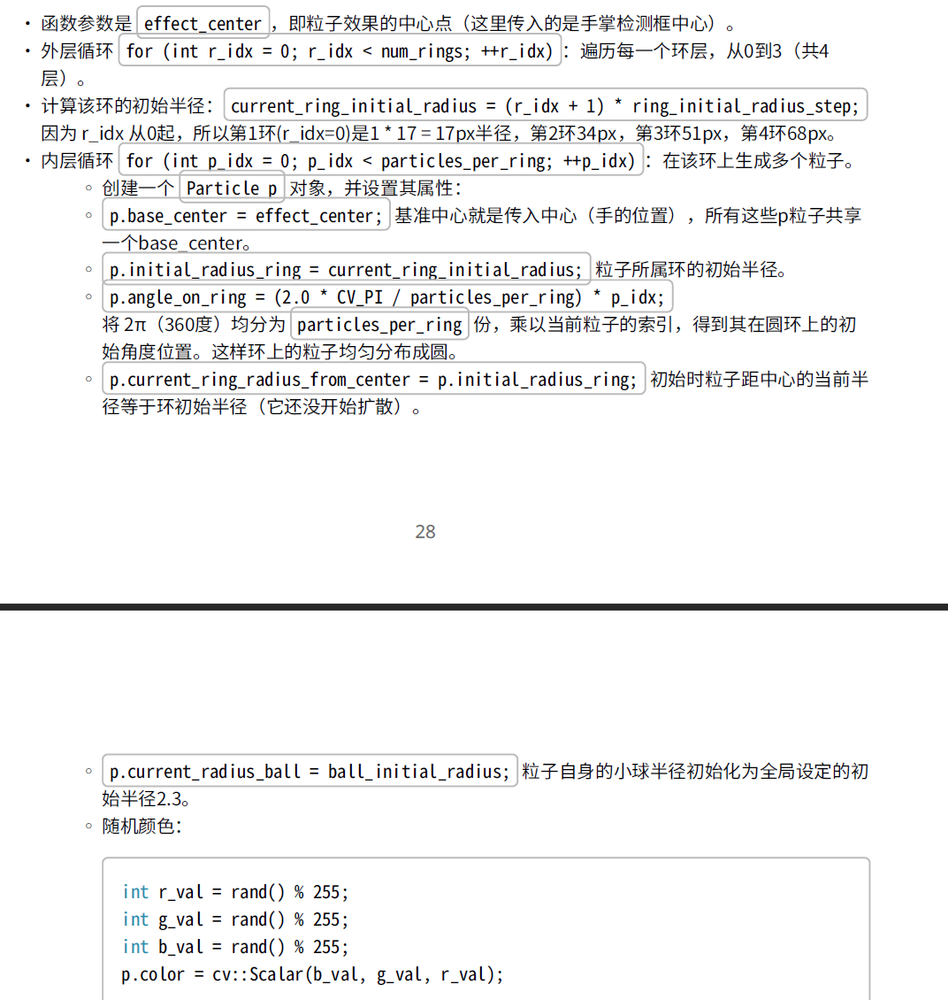 • 函数参数是 effect_center ，即粒子效果的中心点（这里传入的是手掌检测框中心）。
• 外层循环 for (int r_idx = 0; r_idx < num_rings; ++r_idx) ：遍历每一个环层，从0到3（共4
层）。
• 计算该环的初始半径： current_ring_initial_radius = (r_idx + 1) * ring_initial_radius_step;
因为 r_idx 从0起，所以第1环(r_idx=0)是1 * 17 = 17px半径，第2环34px，第3环51px，第4环68px。
• 内层循环 for (int p_idx = 0; p_idx < particles_per_ring; ++p_idx) ：在该环上生成多个粒子。
◦ 创建一个 Particle p 对象，并设置其属性：
◦ p.base_center = effect_center; 基准中心就是传入中心（手的位置），所有这些p粒子共享
一个base_center。
◦ p.initial_radius_ring = current_ring_initial_radius; 粒子所属环的初始半径。
◦ p.angle_on_ring = (2.0 * CV_PI / particles_per_ring) * p_idx;
将 2π（360度）均分为 particles_per_ring 份，乘以当前粒子的索引，得到其在圆环上的初
始角度位置。这样环上的粒子均匀分布成圆。
◦ p.current_ring_radius_from_center = p.initial_radius_ring; 初始时粒子距中心的当前半
径等于环初始半径（它还没开始扩散）。
28
◦ p.current_radius_ball = ball_initial_radius; 粒子自身的小球半径初始化为全局设定的初
始半径2.3。
◦ 随机颜色：
int r_val = rand() % 255;
int g_val = rand() % 255;
int b_val = rand() % 255;
p.color = cv::Scalar(b_val, g_val, r_val);